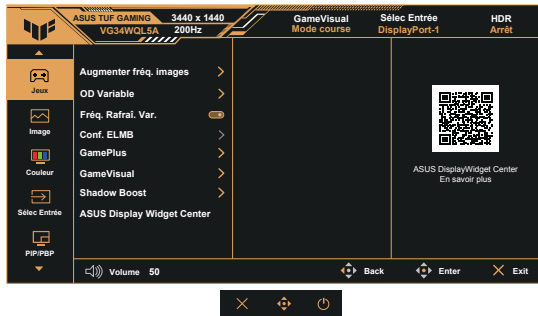 ASUS TUF GAMING 3440 x 1440
VG34WQL5A 200Hz
GameVisual
Mode course
Sélec Entrée
DisplayPort-1
HDR
Arrêt
Jeux
Image
Couleur
Sélec Entrée
PIP/PBP
Augmenter fréq. images
OD Variable
Fréq. Rafraî. Var.
Conf. ELMB
GamePlus
GameVisual
Shadow Boost
ASUS Display Widget Center
ASUS DisplayWidget Center
En savoir plus
Volume 50
Back
Enter
Exit